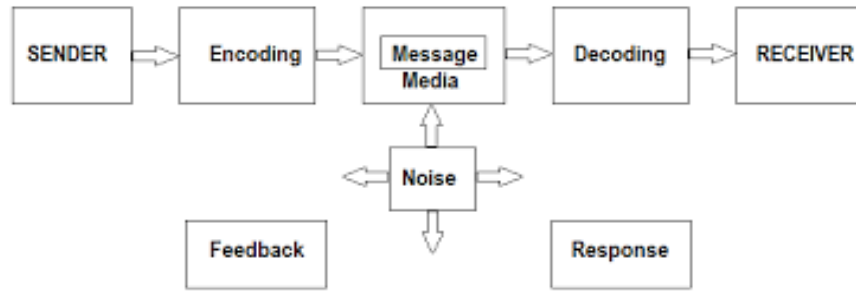 SENDER
Encoding
Message
Media
Decoding
RECEIVER
Noise
Feedback
Response